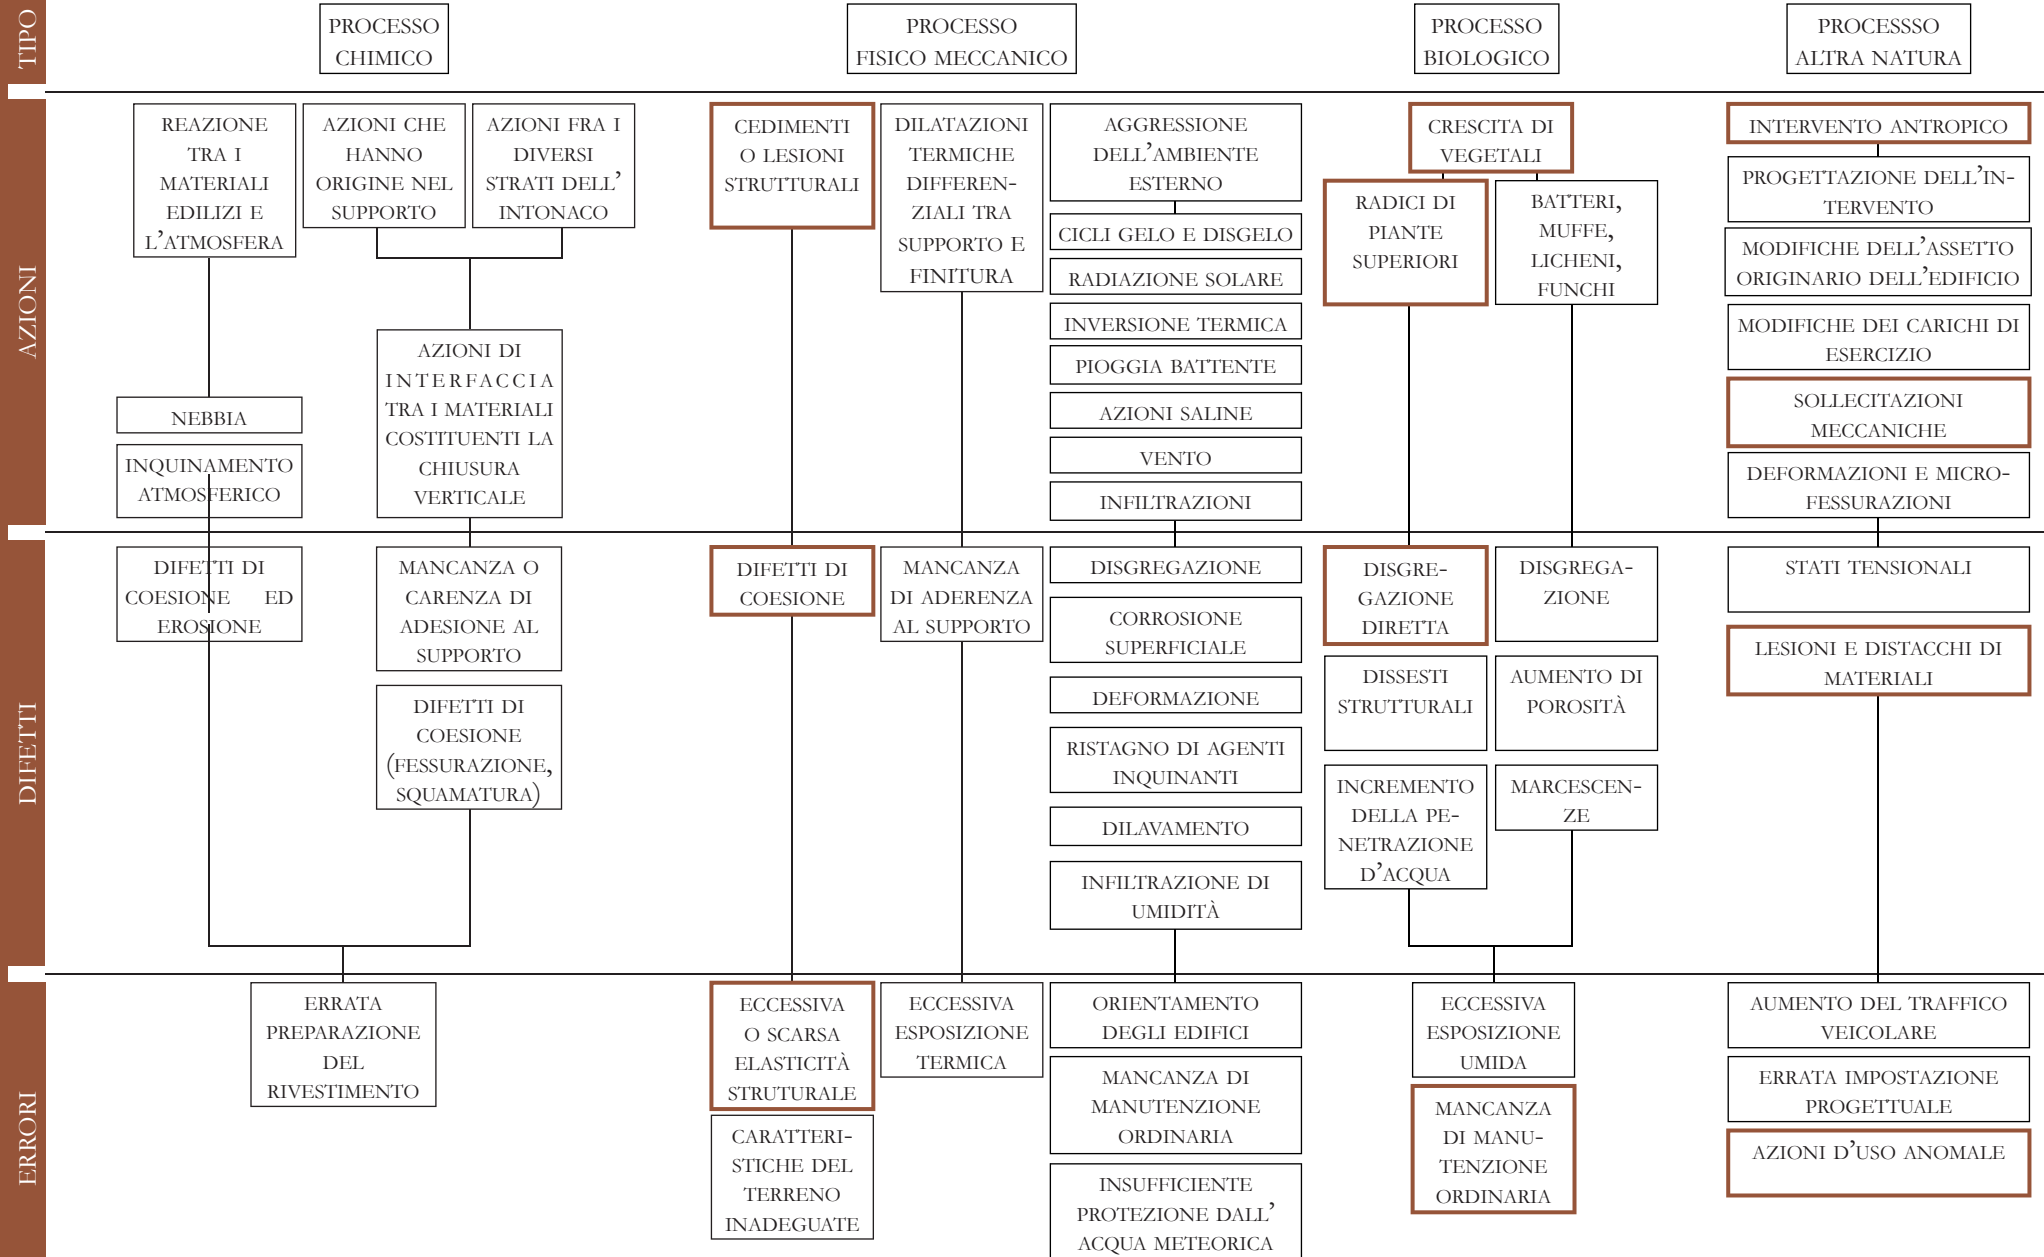 TIPO
PROCESSO
CHIMICO
PROCESSO
FISICO MECCANICO
PROCESSO
BIOLOGICO
PROCESSSO
ALTRA NATURA
AZIONI
REAZIONE
TRA I
MATERIALI
EDILIZI E
L'ATMOSFERA
AZIONI CHE
HANNO
ORIGINE NEL
SUPPORTO
AZIONI FRA I
DIVERSI
STRATI DELL'
INTONACO
AZIONI DI
INTERFACCIA
TRA I MATERIALI
COSTITUENTI LA
CHIUSURA
VERTICALE
NEBBIA
INQUINAMENTO
ATMOSFERICO
CEDIMENTI
O LESIONI
STRUTTURALI
DILATAZIONI
TERMICHE
DIFFEREN-
ZIALI TRA
SUPPORTO E
FINITURA
AGGRESSIONE
DELL'AMBIENTE
ESTERNO
CICLI GELO E DISGELO
RADIAZIONE SOLARE
INVERSIONE TERMICA
PIOGGIA BATTENTE
AZIONI SALINE
VENTO
INFILTRAZIONI
CRESCITA DI
VEGETALI
RADICI DI
PIANTE
SUPERIORI
BATTERI,
MUFFE,
LICHENI,
FUNCHI
INTERVENTO ANTROPICO
PROGETTAZIONE DELL'IN-
TERVENTO
MODIFICHE DELL'ASSETTO
ORIGINARIO DELL'EDIFICIO
MODIFICHE DEI CARICHI DI
ESERCIZIO
SOLLECITAZIONI
MECCANICHE
DEFORMAZIONI E MICRO-
FESSURAZIONI
DIFETTI
DIFETTI DI
COESIONE ED
EROSIONE
MANCANZA O
CARENZA DI
ADESIONE AL
SUPPORTO
DIFETTI DI
COESIONE
(FESSURAZIONE,
SQUAMATURA)
DIFETTI DI
COESIONE
MANCANZA
DI ADERENZA
AL SUPPORTO
DISGREGAZIONE
CORROSIONE
SUPERFICIALE
DEFORMAZIONE
RISTAGNO DI AGENTI
INQUINANTI
DILAVAMENTO
INFILTRAZIONE DI
UMIDITÀ
DISGRE-
GAZIONE
DIRETTA
DISSESTI
STRUTTURALI
INCREMENTO
DELLA PE-
NETRAZIONE
D'ACQUA
DISGREGA-
ZIONE
AUMENTO DI
POROSITÀ
MARCESCEN-
ZE
STATI TENSIONALI
LESIONI E DISTACCHI DI
MATERIALI
ERRORI
ERRATA
PREPARAZIONE
DEL
RIVESTIMENTO
ECCESSIVA
O SCARSA
ELASTICITÀ
STRUTURALE
CARATTERI-
STICHE DEL
TERRENO
INADEGUATE
ECCESSIVA
ESPOSIZIONE
TERMICA
ORIENTAMENTO
DEGLI EDIFICI
MANCANZA DI
MANUTENZIONE
ORDINARIA
INSUFFICIENTE
PROTEZIONE DALL'
ACQUA METEORICA
ECCESSIVA
ESPOSIZIONE
UMIDA
MANCANZA
DI MANU-
TENZIONE
ORDINARIA
AUMENTO DEL TRAFFICO
VEICOLARE
ERRATA IMPOSTAZIONE
PROGETTUALE
AZIONI D'USO ANOMALE